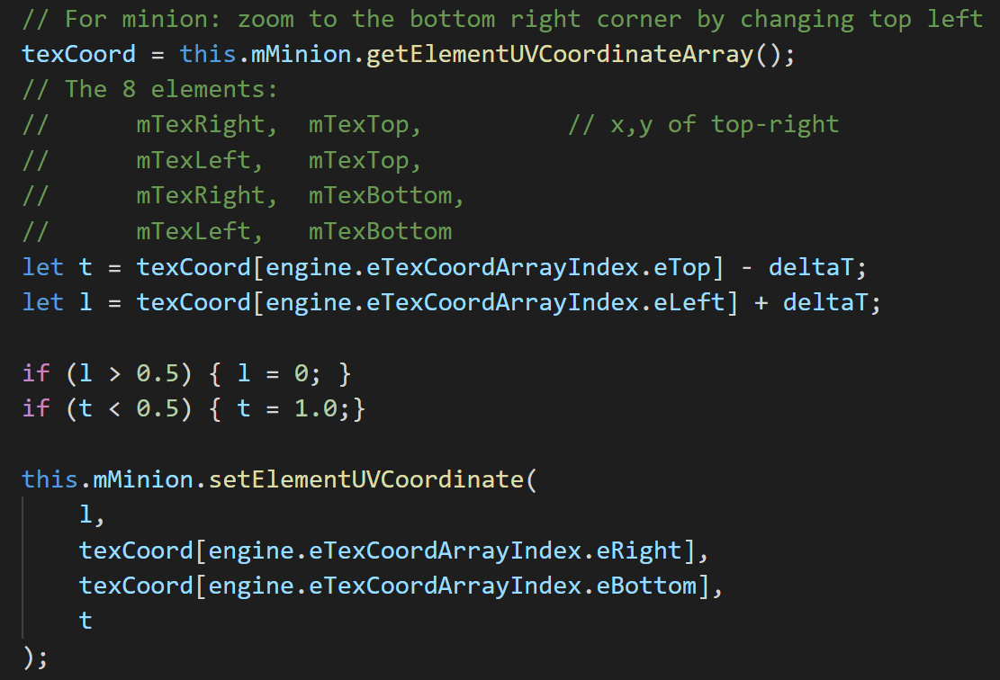 // For minion: zoom to the bottom right corner by changing top left
texCoord = this.mMinion.getElementUVCoordinateArray();
// The 8 elements:
//      mTexRight,  mTexTop,          // x,y of top-right
//      mTexLeft,   mTexTop,
//      mTexRight,  mTexBottom,
//      mTexLeft,   mTexBottom
let t = texCoord[engine.eTexCoordArrayIndex.eTop] - deltaT;
let l = texCoord[engine.eTexCoordArrayIndex.eLeft] + deltaT;

if (l > 0.5) { l = 0; }
if (t < 0.5) { t = 1.0;}

this.mMinion.setElementUVCoordinate(
    l,
    texCoord[engine.eTexCoordArrayIndex.eRight],
    texCoord[engine.eTexCoordArrayIndex.eBottom],
    t
);